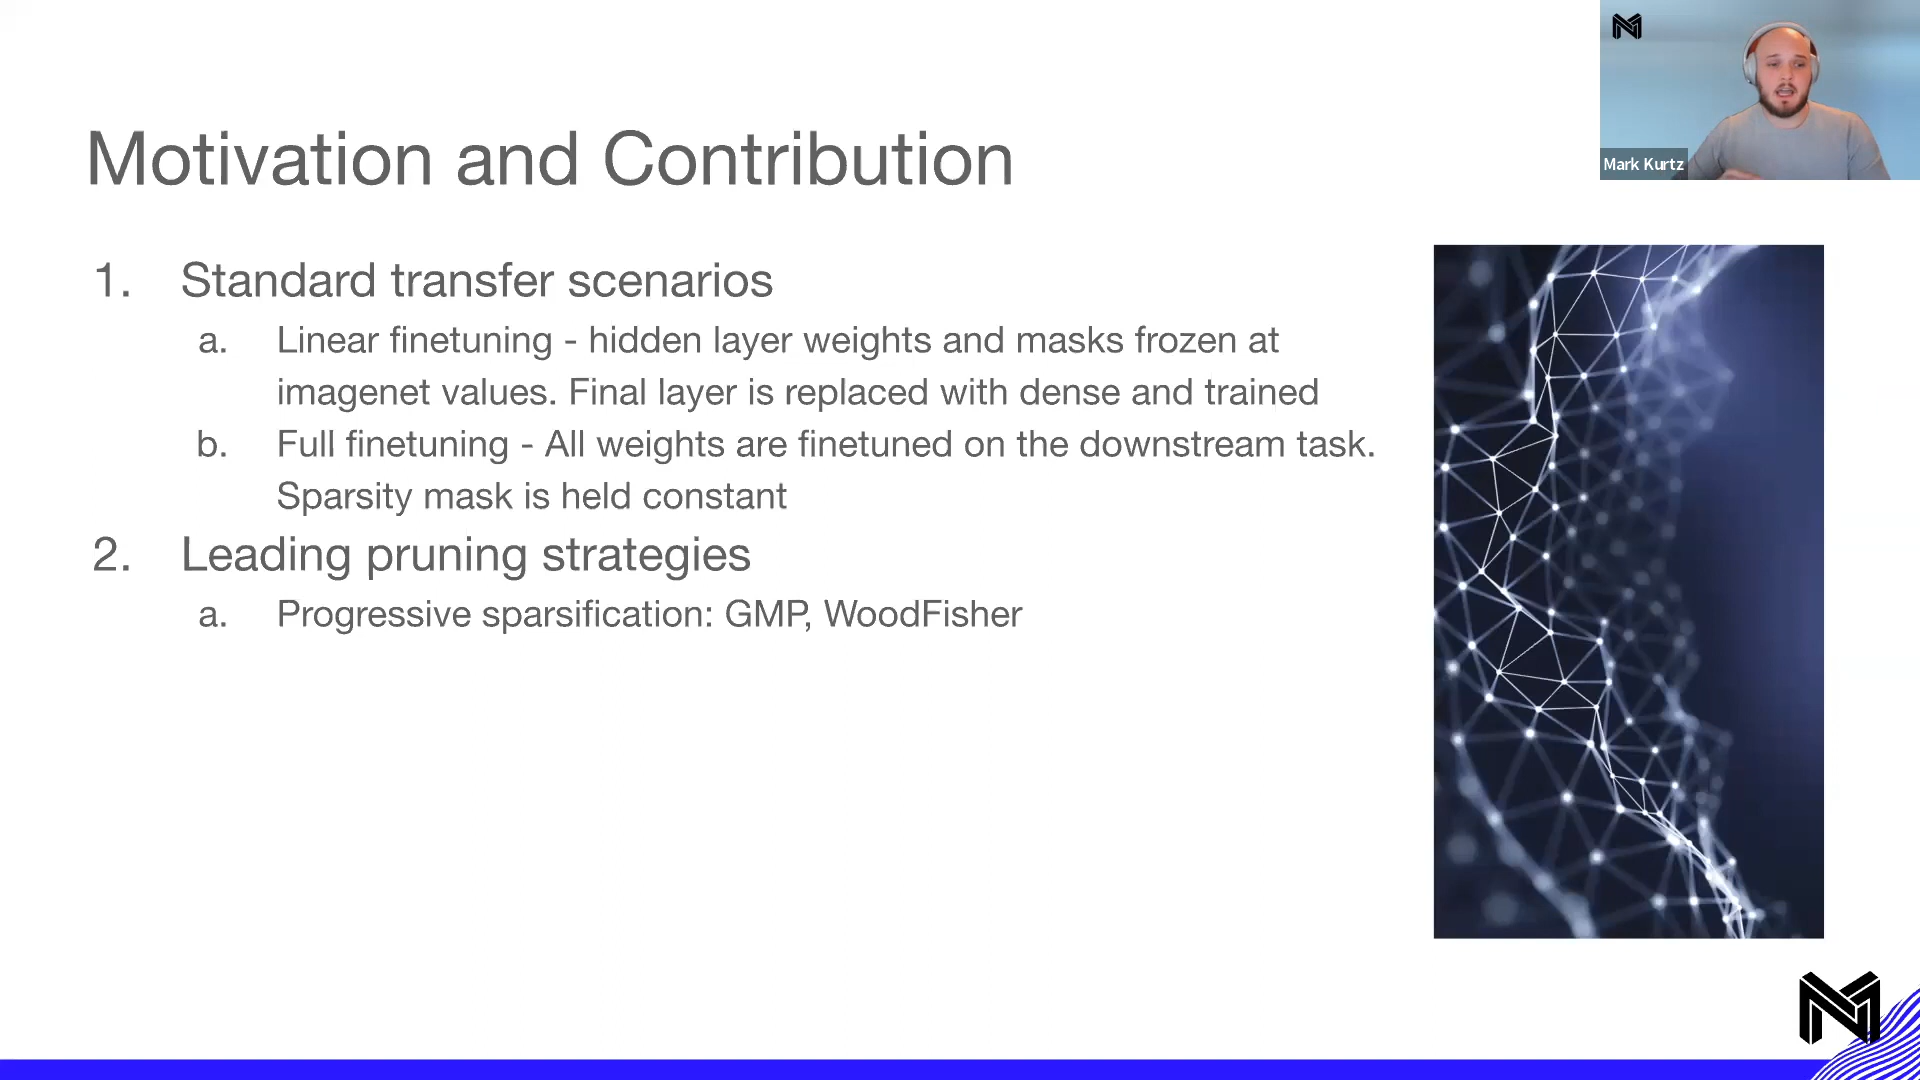 Motivation and Contribution
Mark Kurtz
1. Standard transfer scenarios
a. Linear finetuning - hidden layer weights and masks frozen at
imagenet values. Final layer is replaced with dense and trained
b. Full finetuning - All weights are finetuned on the downstream task.
Sparsity mask is held constant
2. Leading pruning strategies
a. Progressive sparsification: GMP, WoodFisher